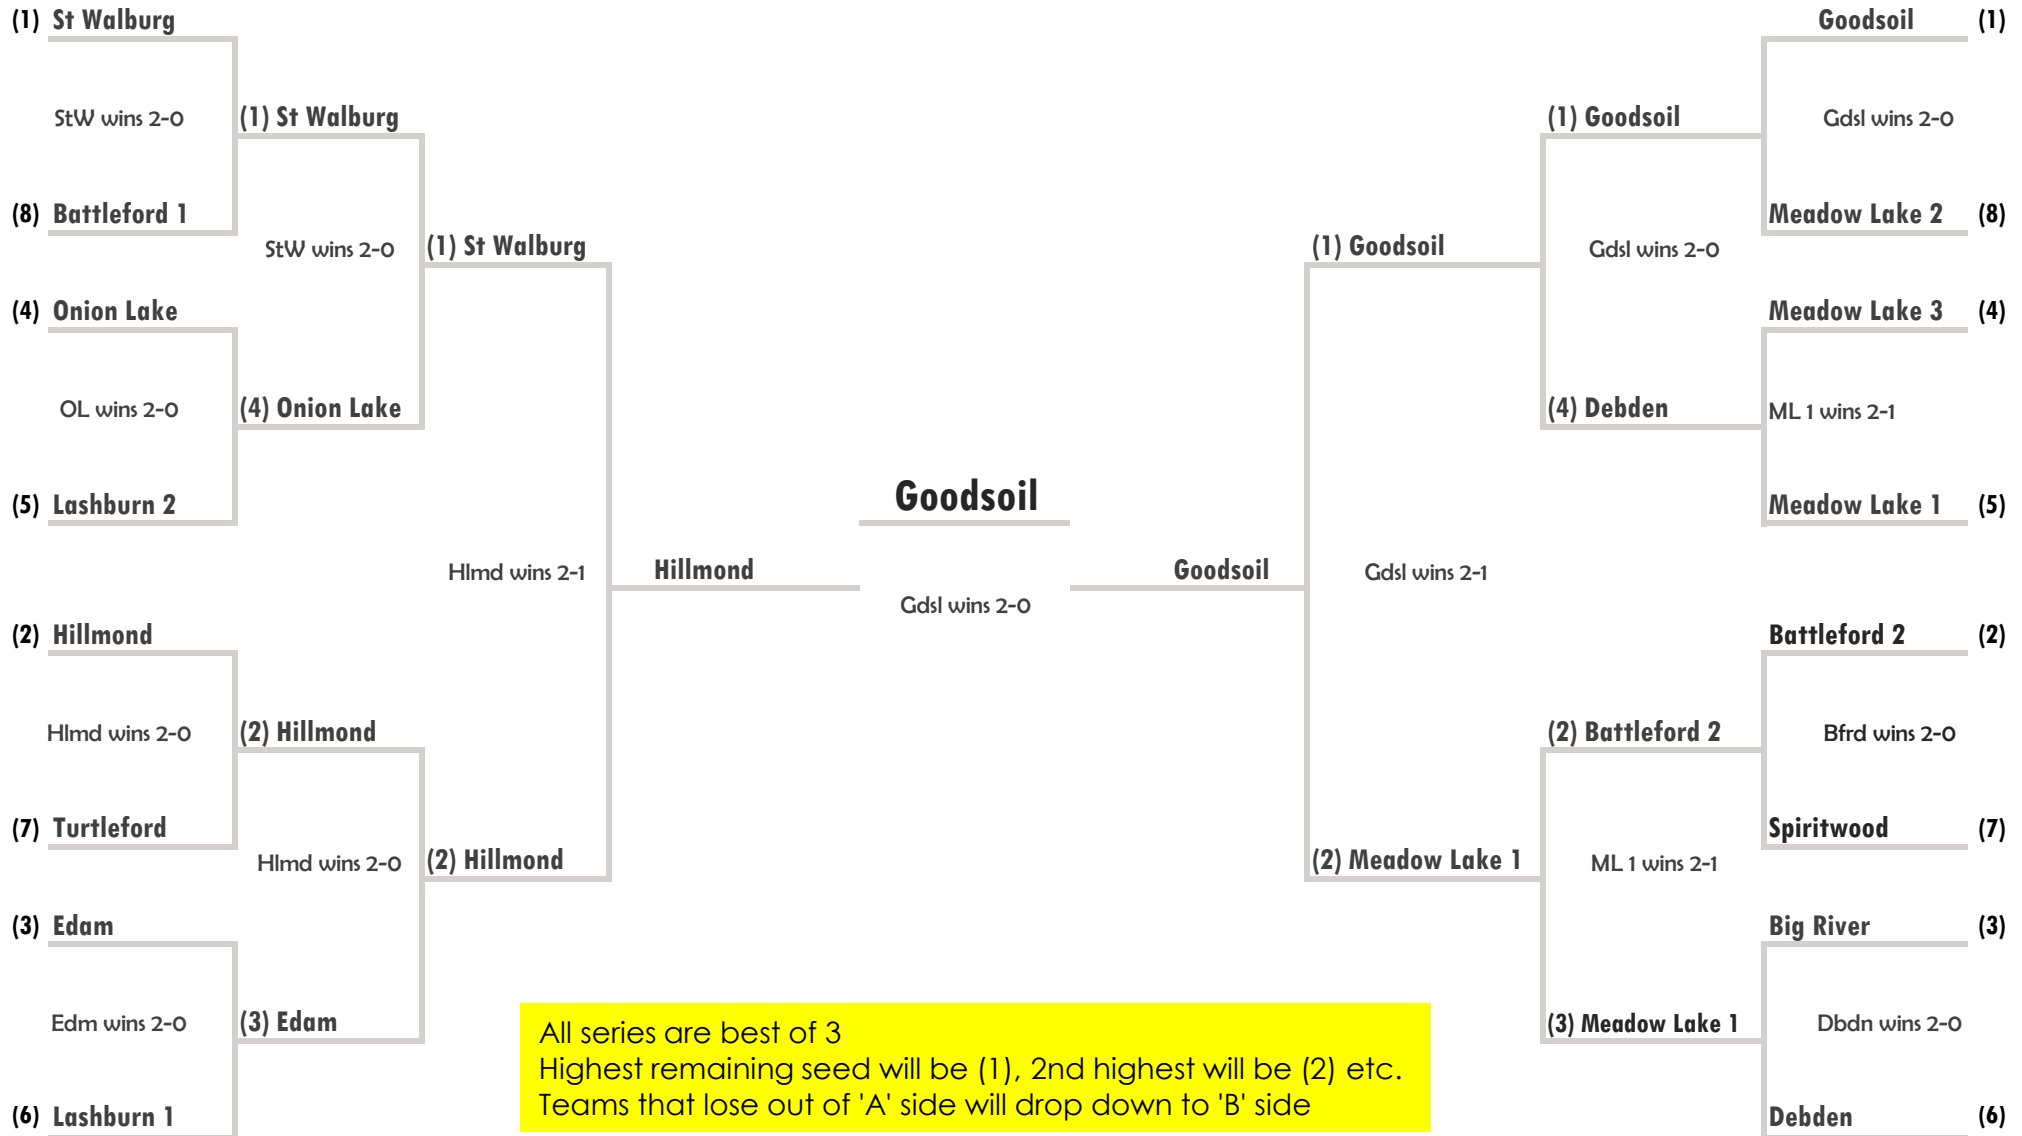 (1) St Walburg
Goodsoil (1)
StW wins 2-0
(1) St Walburg
(1) Goodsoil
Gdsl wins 2-0
(8) Battleford 1
Meadow Lake 2 (8)
StW wins 2-0
(1) St Walburg
(1) Goodsoil
Gdsl wins 2-0
(4) Onion Lake
Meadow Lake 3 (4)
OL wins 2-0
(4) Onion Lake
(4) Debden
ML 1 wins 2-1
(5) Lashburn 2
Goodsoil
Meadow Lake 1 (5)
Hlmd wins 2-1
Hillmond
Goodsoil
Gdsl wins 2-1
Gdsl wins 2-0
(2) Hillmond
Battleford 2 (2)
Hlmd wins 2-0
(2) Hillmond
(2) Battleford 2
Bfrd wins 2-0
(7) Turtleford
Spiritwood (7)
Hlmd wins 2-0
(2) Hillmond
(2) Meadow Lake 1
ML 1 wins 2-1
(3) Edam
Big River (3)
Edm wins 2-0
(3) Edam
(3) Meadow Lake 1
Dbdn wins 2-0
All series are best of 3
Highest remaining seed will be (1), 2nd highest will be (2) etc.
Teams that lose out of 'A' side will drop down to 'B' side
(6) Lashburn 1
Debden (6)